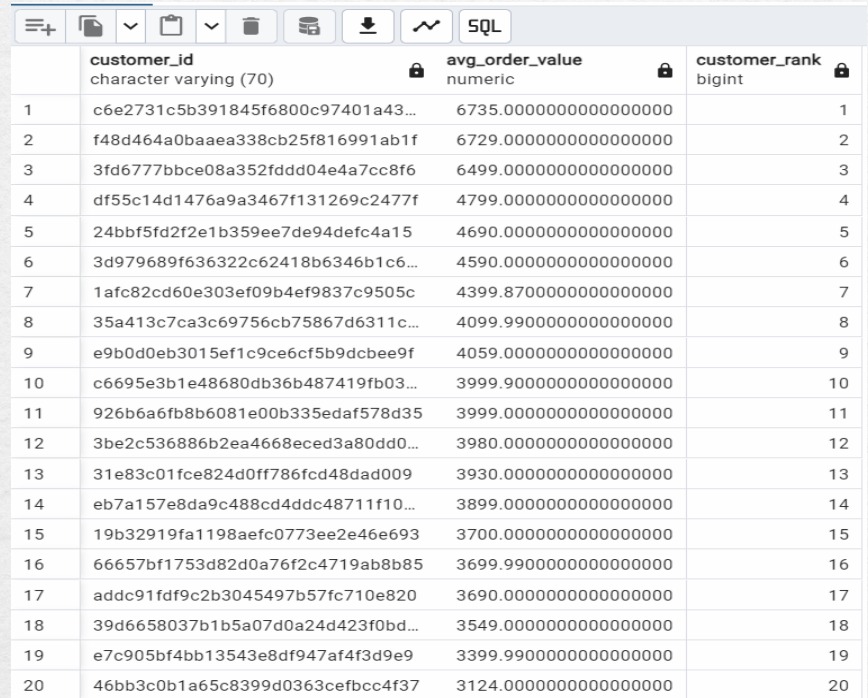 SQL
customer_id avg_order_value customer_rank
character varying (70) numeric bigint
1 c6e2731c5b391845f6800c97401a43... 6735.0000000000000000 1
2 f48d464a0baaea338cb25f816991ab1f 6729.0000000000000000 2
3 3fd6777bbce08a352fddd04e4a7cc8f6 6499.0000000000000000 3
4 df55c14d1476a9a3467f131269c2477f 4799.0000000000000000 4
5 24bbf5fd2f2e1b359ee7de94defc4a15 4690.0000000000000000 5
6 3d979689f636322c62418b6346b1c6... 4590.0000000000000000 6
7 1afc82cd60e303ef09b4ef9837c9505c 4399.8700000000000000 7
8 35a413c7ca3c69756cb75867d6311c... 4099.9900000000000000 8
9 e9b0d0eb3015ef1c9ce6cf5b9dcbee9f 4059.0000000000000000 9
10 c6695e3b1e48680db36b487419fb03... 3999.9000000000000000 10
11 926b6a6fb8b6081e00b335edaf578d35 3999.0000000000000000 11
12 3be2c536886b2ea4668eced3a80dd0... 3980.0000000000000000 12
13 31e83c01fce824d0ff786fcd48dad009 3930.0000000000000000 13
14 eb7a157e8da9c488cd4ddc48711f10... 3899.0000000000000000 14
15 19b32919fa1198aefc0773ee2e46e693 3700.0000000000000000 15
16 66657bf1753d82d0a76f2c4719ab8b85 3699.9900000000000000 16
17 addc91fdf9c2b3045497b57fc710e820 3690.0000000000000000 17
18 39d6658037b1b5a07d0a24d423f0bd... 3549.0000000000000000 18
19 e7c905bf4bb13543e8df947af4f3d9e9 3399.9900000000000000 19
20 46bb3c0b1a65c8399d0363cefbcc4f37 3124.0000000000000000 20